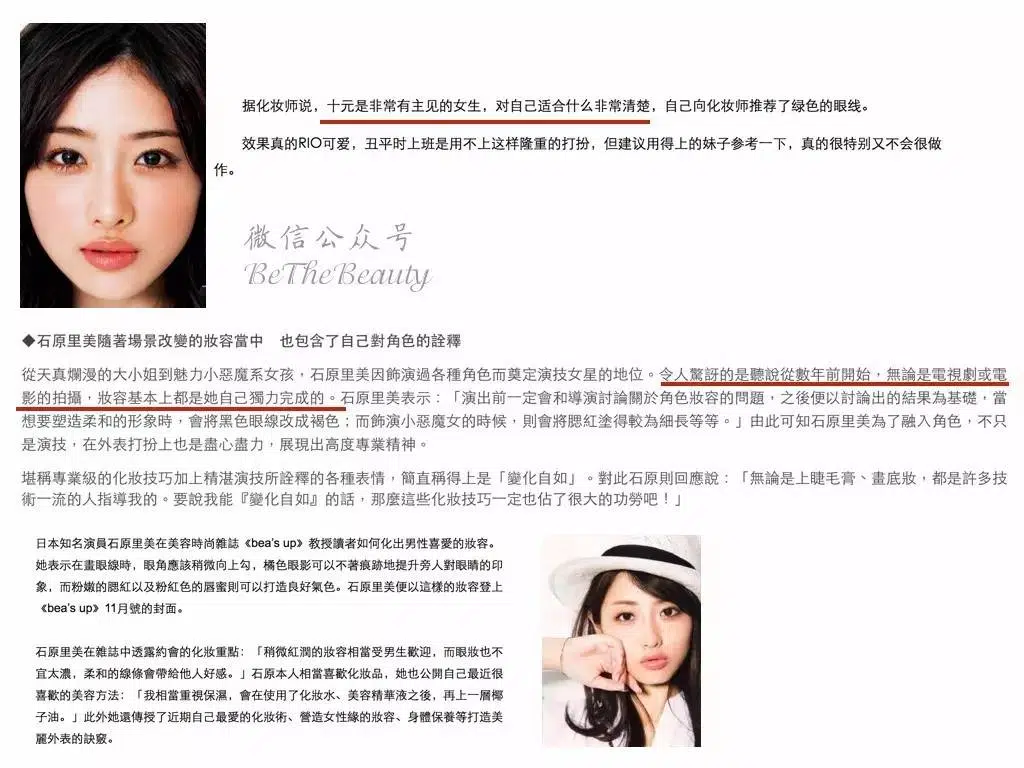 据化妆师说，十元是非常有主见的女生，对自己适合什么非常清楚，自己向化妆师推荐了绿色的眼线。
效果真的RIO可爱，丑平时上班是用不上这样隆重的打扮，但建议用得上的妹子参考一下，真的很特别又不会很做
作。
微信公众号
BeTheBeauty
◆石原里美隨著場景改變的妝容當中　也包含了自己對角色的詮釋
從天真爛漫的大小姐到魅力小惡魔系女孩，石原里美因飾演過各種角色而奠定演技女星的地位。令人驚訝的是聽說從數年前開始，無論是電視劇或電
影的拍攝，妝容基本上都是她自己獨力完成的。石原里美表示：「演出前一定會和導演討論關於角色妝容的問題，之後便以討論出的結果為基礎，當
想要塑造柔和的形象時，會將黑色眼線改成褐色；而飾演小惡魔女的時候，則會將腮紅塗得較為細長等等。」由此可知石原里美為了融入角色，不只
是演技，在外表打扮上也是盡心盡力，展現出高度專業精神。
堪稱專業級的化妝技巧加上精湛演技所詮釋的各種表情，簡直稱得上是「變化自如」。對此石原則回應說：「無論是上睫毛膏、畫底妝，都是許多技
術一流的人指導我的。要說我能『變化自如』的話，那麼這些化妝技巧一定也佔了很大的功勞吧！」
日本知名演員石原里美在美容時尚雜誌《bea's up》教授讀者如何化出男性喜愛的妝容。
她表示在畫眼線時，眼角應該稍微向上勾，橘色眼影可以不著痕跡地提升旁人對眼睛的印
象，而粉嫩的腮紅以及粉紅色的唇蜜則可以打造良好氣色。石原里美便以這樣的妝容登上
《bea's up》11月號的封面。
石原里美在雜誌中透露約會的化妝重點：「稍微紅潤的妝容相當受男生歡迎，而眼妝也不
宜太濃，柔和的線條會帶給他人好感。」石原本人相當喜歡化妝品，她也公開自己最近很
喜歡的美容方法：「我相當重視保濕，會在使用了化妝水、美容精華液之後，再上一層椰
子油。」此外她還傳授了近期自己最愛的化妝術、營造女性緣的妝容、身體保養等打造美
麗外表的訣竅。